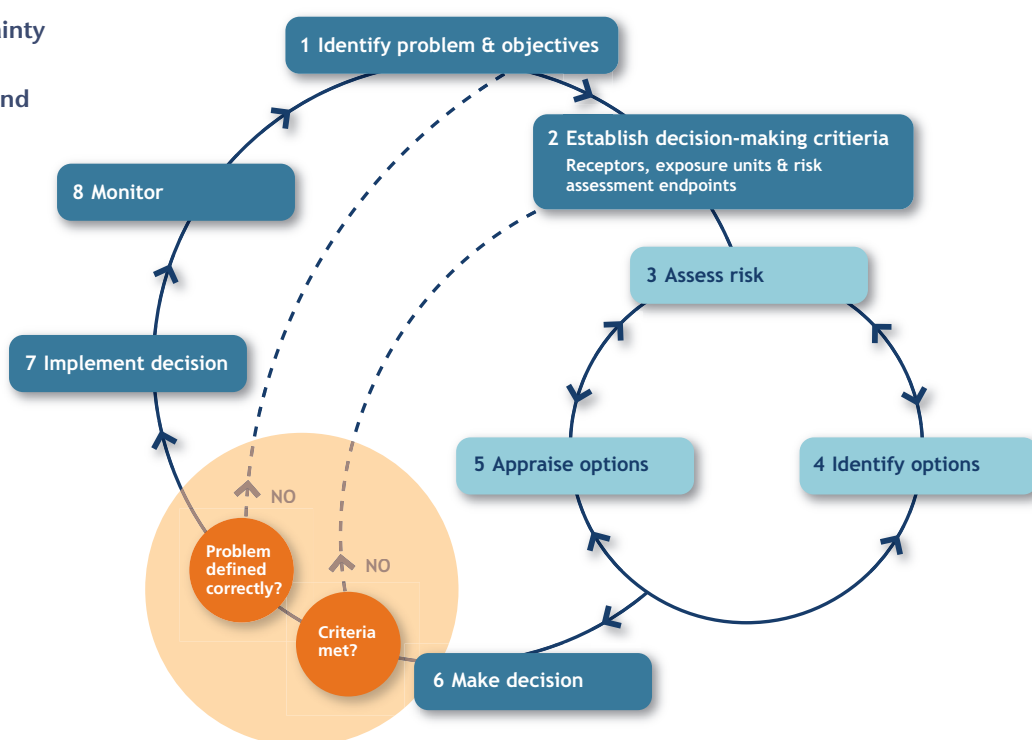 ainty
nd
1 Identify problem & objectives
2 Establish decision-making critieria
Receptors, exposure units & risk
assessment endpoints
8 Monitor
3 Assess risk
7 Implement decision
5 Appraise options
4 Identify options
NO
NO
Problem
defined
correctly?
Criteria
met?
6 Make decision